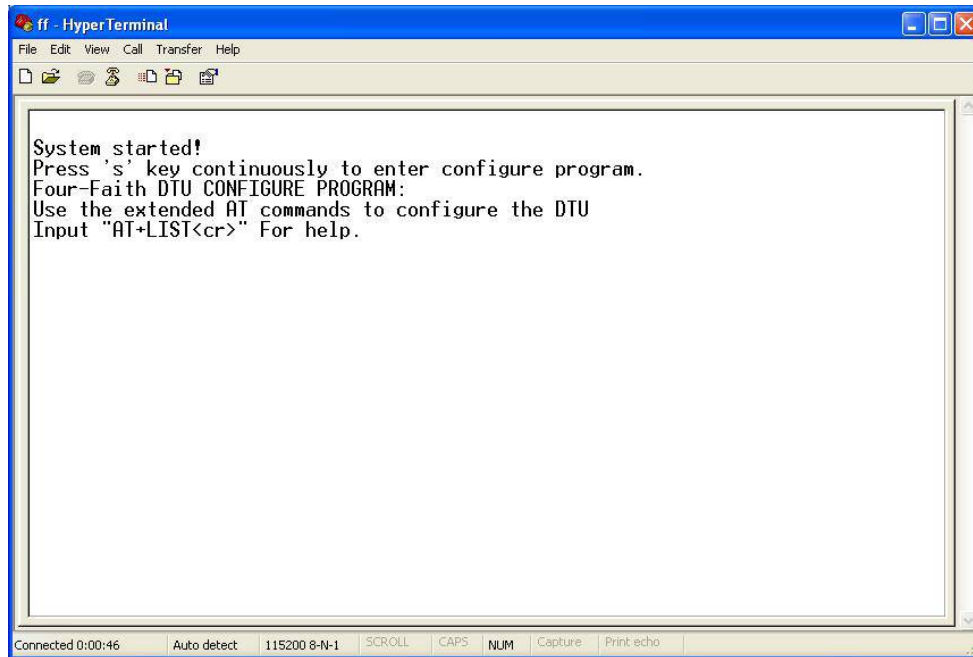 ff - HyperTerminal
File Edit View Call Transfer Help
System started!
Press 's' key continuously to enter configure program.
Four-Faith DTU CONFIGURE PROGRAM:
Use the extended AT commands to configure the DTU
Input "AT+LIST<cr>" For help.
Connected 0:00:46 Auto detect 115200 8-N-1 SCROLL CAPS NUM Capture Print echo